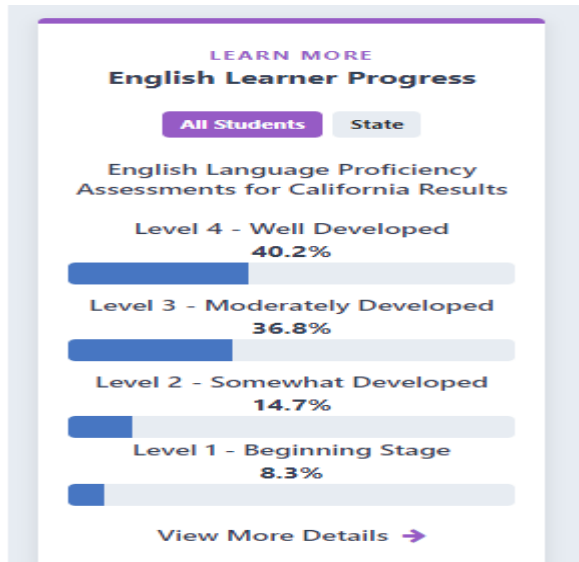 LEARN MORE
English Learner Progress
All Students State
English Language Proficiency
Assessments for California Results
Level 4 - Well Developed
40.2%
Level 3 - Moderately Developed
36.8%
Level 2 - Somewhat Developed
14.7%
Level 1 - Beginning Stage
8.3%
View More Details →